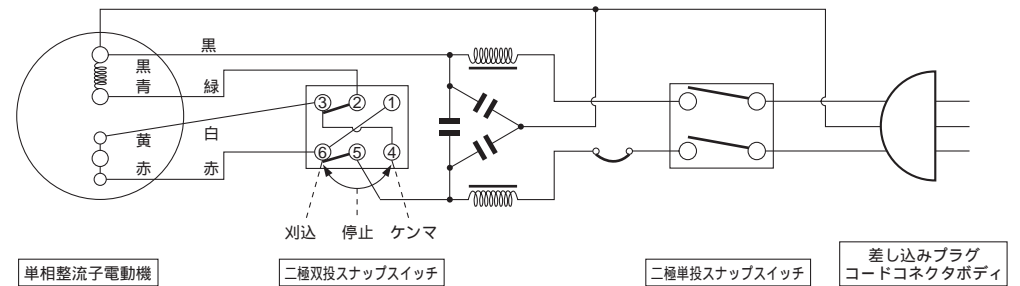 黒
黒
青
緑
③ ② ①
黄
白
⑥ ⑤ ④
赤
赤
刈込
停止
ケンマ
単相整流子電動機
二極双投スナップスイッチ
二極単投スナップスイッチ
差し込みプラグ
コードコネクタボディ